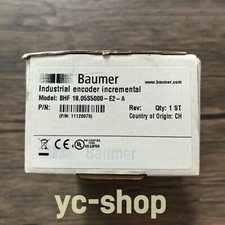 Baumer
www.baumer.com
Industrial encoder incremental
Model: BHF 16.05S5000-E2-A
P/N:
Rev: Qty: 1 ST
P/N: (P/N: 11120070)
Country of Origin: CH
yc-shop